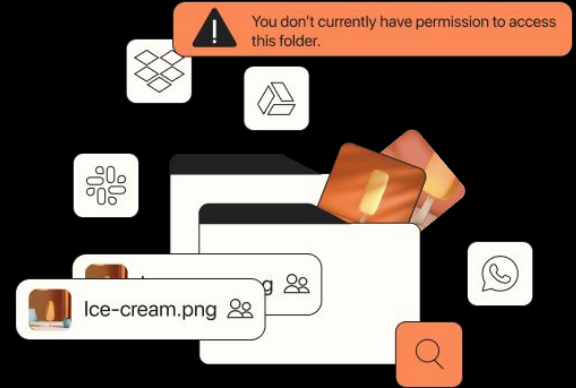 You don't currently have permission to access
this folder.
Ice-cream.png